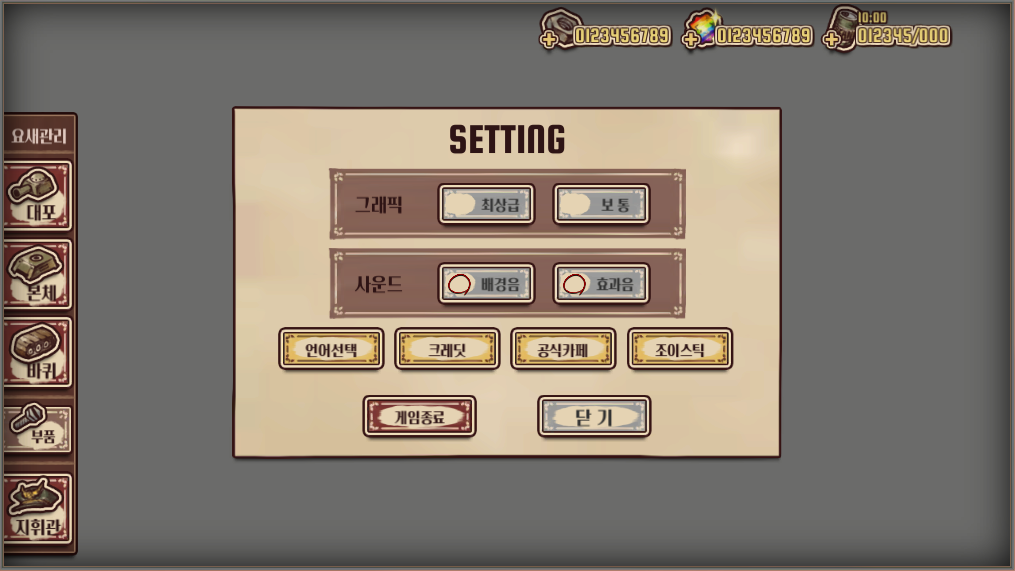 10:00
0123456789 0123456789 012345/000
요새관리
대포
본체
바퀴
부품
지휘관
SETTING
그래픽 최상급 보통
사운드 배경음 효과음
언어선택 크레딧 공식카페 조이스틱
게임종료 닫기